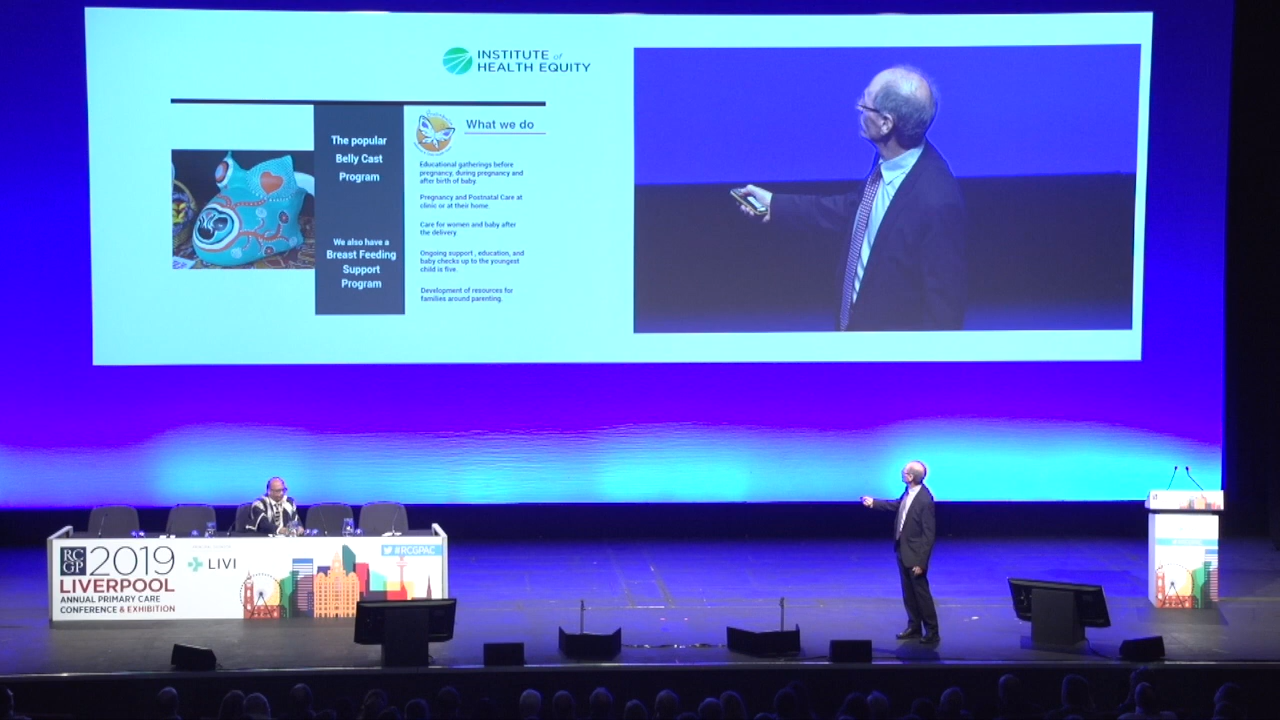 INSTITUTE of
HEALTH EQUITY
The popular
Belly Cast
Program
We also have a
Breast Feeding
Support
Program
What we do
Educational gatherings before
pregnancy, during pregnancy and
after birth of baby.
Pregnancy and Postnatal Care at
clinic or at their home.
Care for women and baby after
the delivery
Ongoing support , education, and
baby checks up to the youngest
child is five.
Development of resources for
families around parenting.
RC
GP
2019
LIVERPOOL
ANNUAL PRIMARY CARE
CONFERENCE & EXHIBITION
LIVI
#RCGPAC